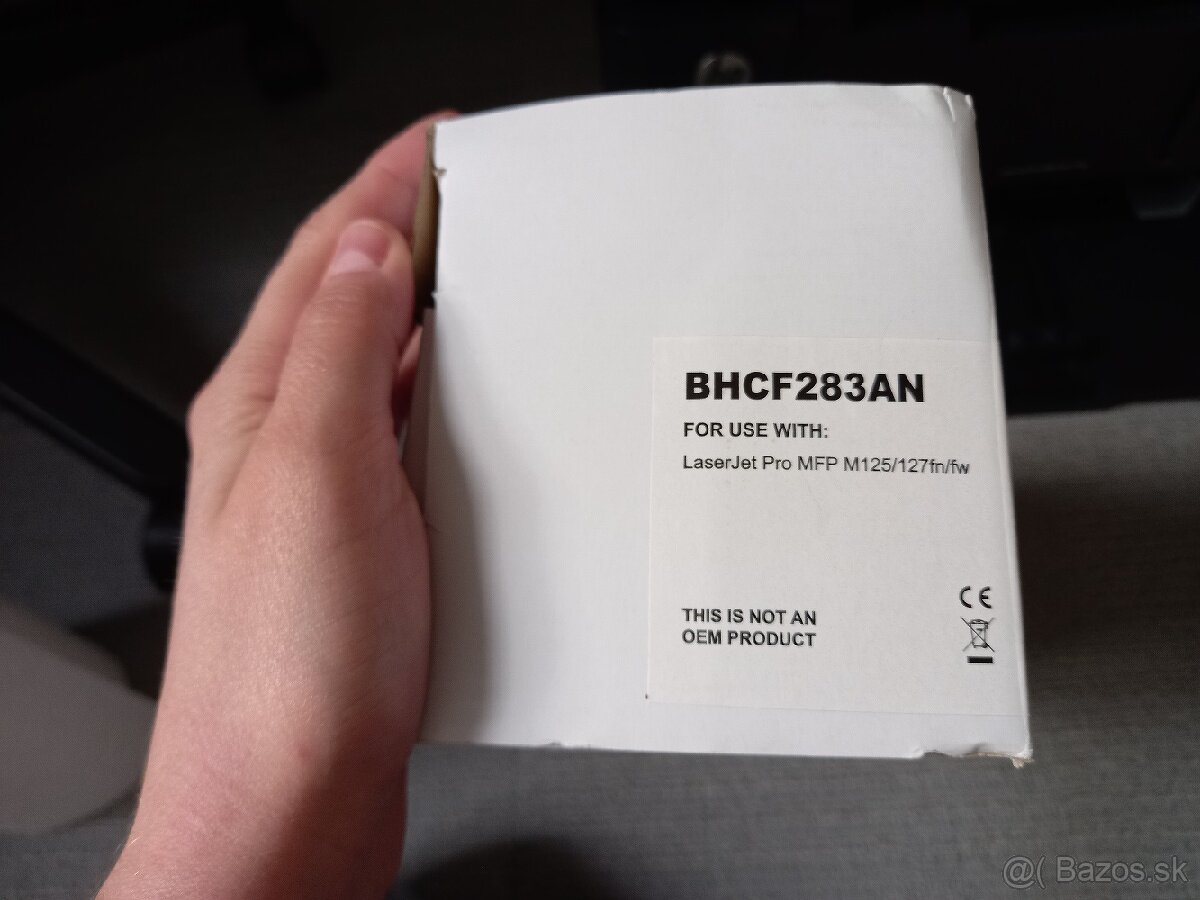 BHCF283AN
FOR USE WITH:
LaserJet Pro MFP M125/127fn/fw
THIS IS NOT AN
OEM PRODUCT
CE
@( Bazos.sk